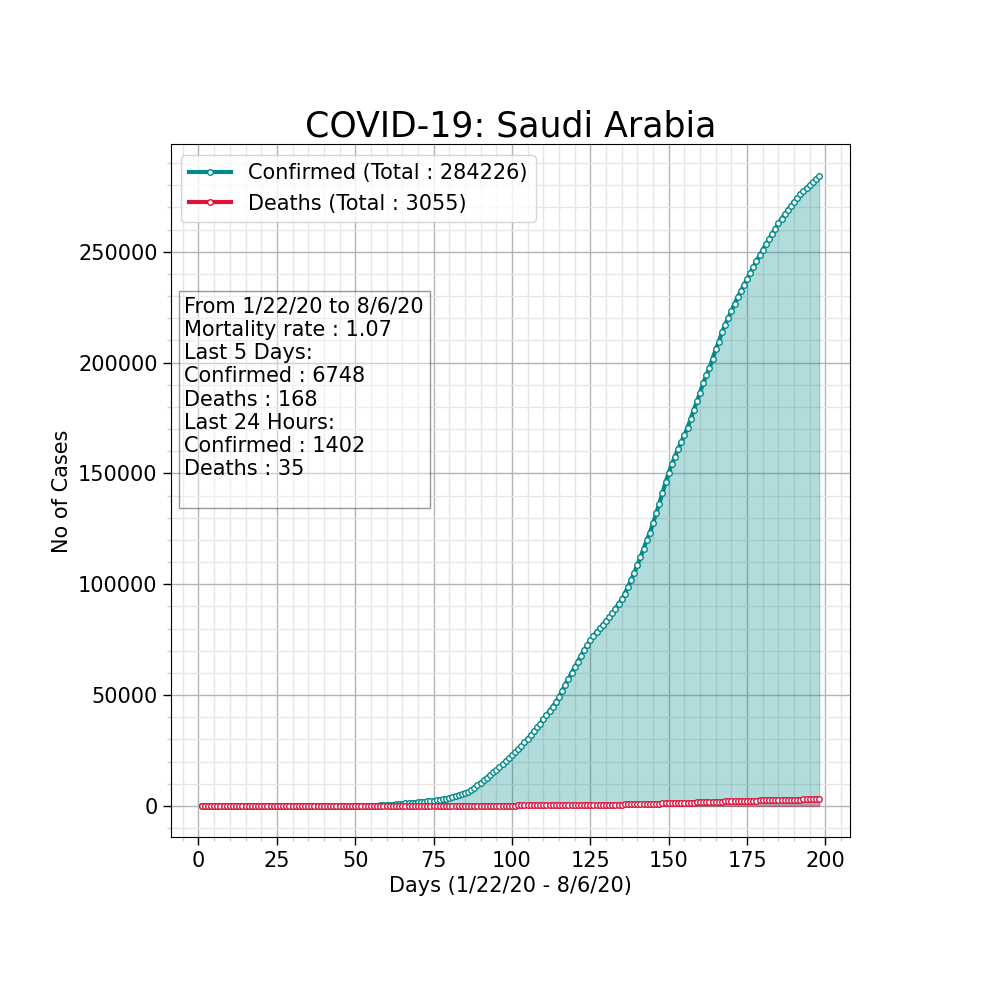 COVID-19: Saudi Arabia
Confirmed (Total : 284226)
Deaths (Total : 3055)
From 1/22/20 to 8/6/20
Mortality rate : 1.07
Last 5 Days:
Confirmed : 6748
Deaths : 168
Last 24 Hours:
Confirmed : 1402
Deaths : 35
No of Cases
250000
200000
150000
100000
50000
0
0 25 50 75 100 125 150 175 200
Days (1/22/20 - 8/6/20)